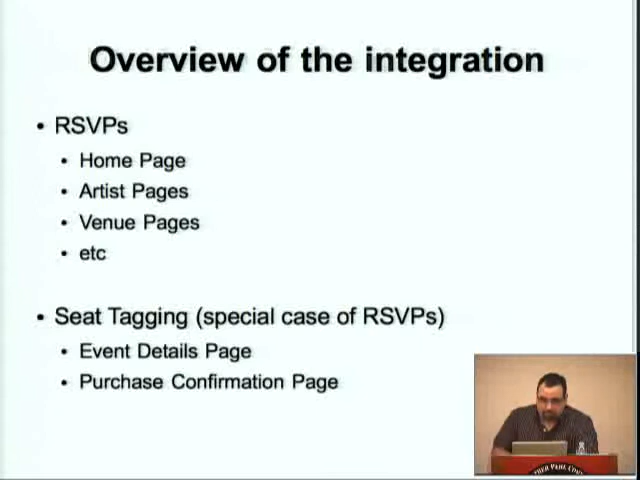 Overview of the integration
• RSVPs
• Home Page
• Artist Pages
• Venue Pages
• etc
• Seat Tagging (special case of RSVPs)
• Event Details Page
• Purchase Confirmation Page